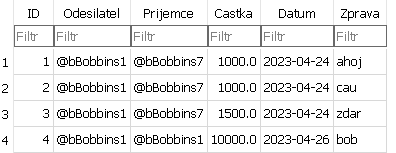 ID Odesilatel Prijemce Castka Datum Zprava
Filtr Filtr Filtr Filtr Filtr Filtr
1 1 @bBobbins1 @bBobbins7 1000.0 2023-04-24 ahoj
2 2 @bBobbins1 @bBobbins7 1000.0 2023-04-24 cau
3 3 @bBobbins1 @bBobbins7 1500.0 2023-04-24 zdar
4 4 @bBobbins1 @bBobbins1 10000.0 2023-04-26 bob